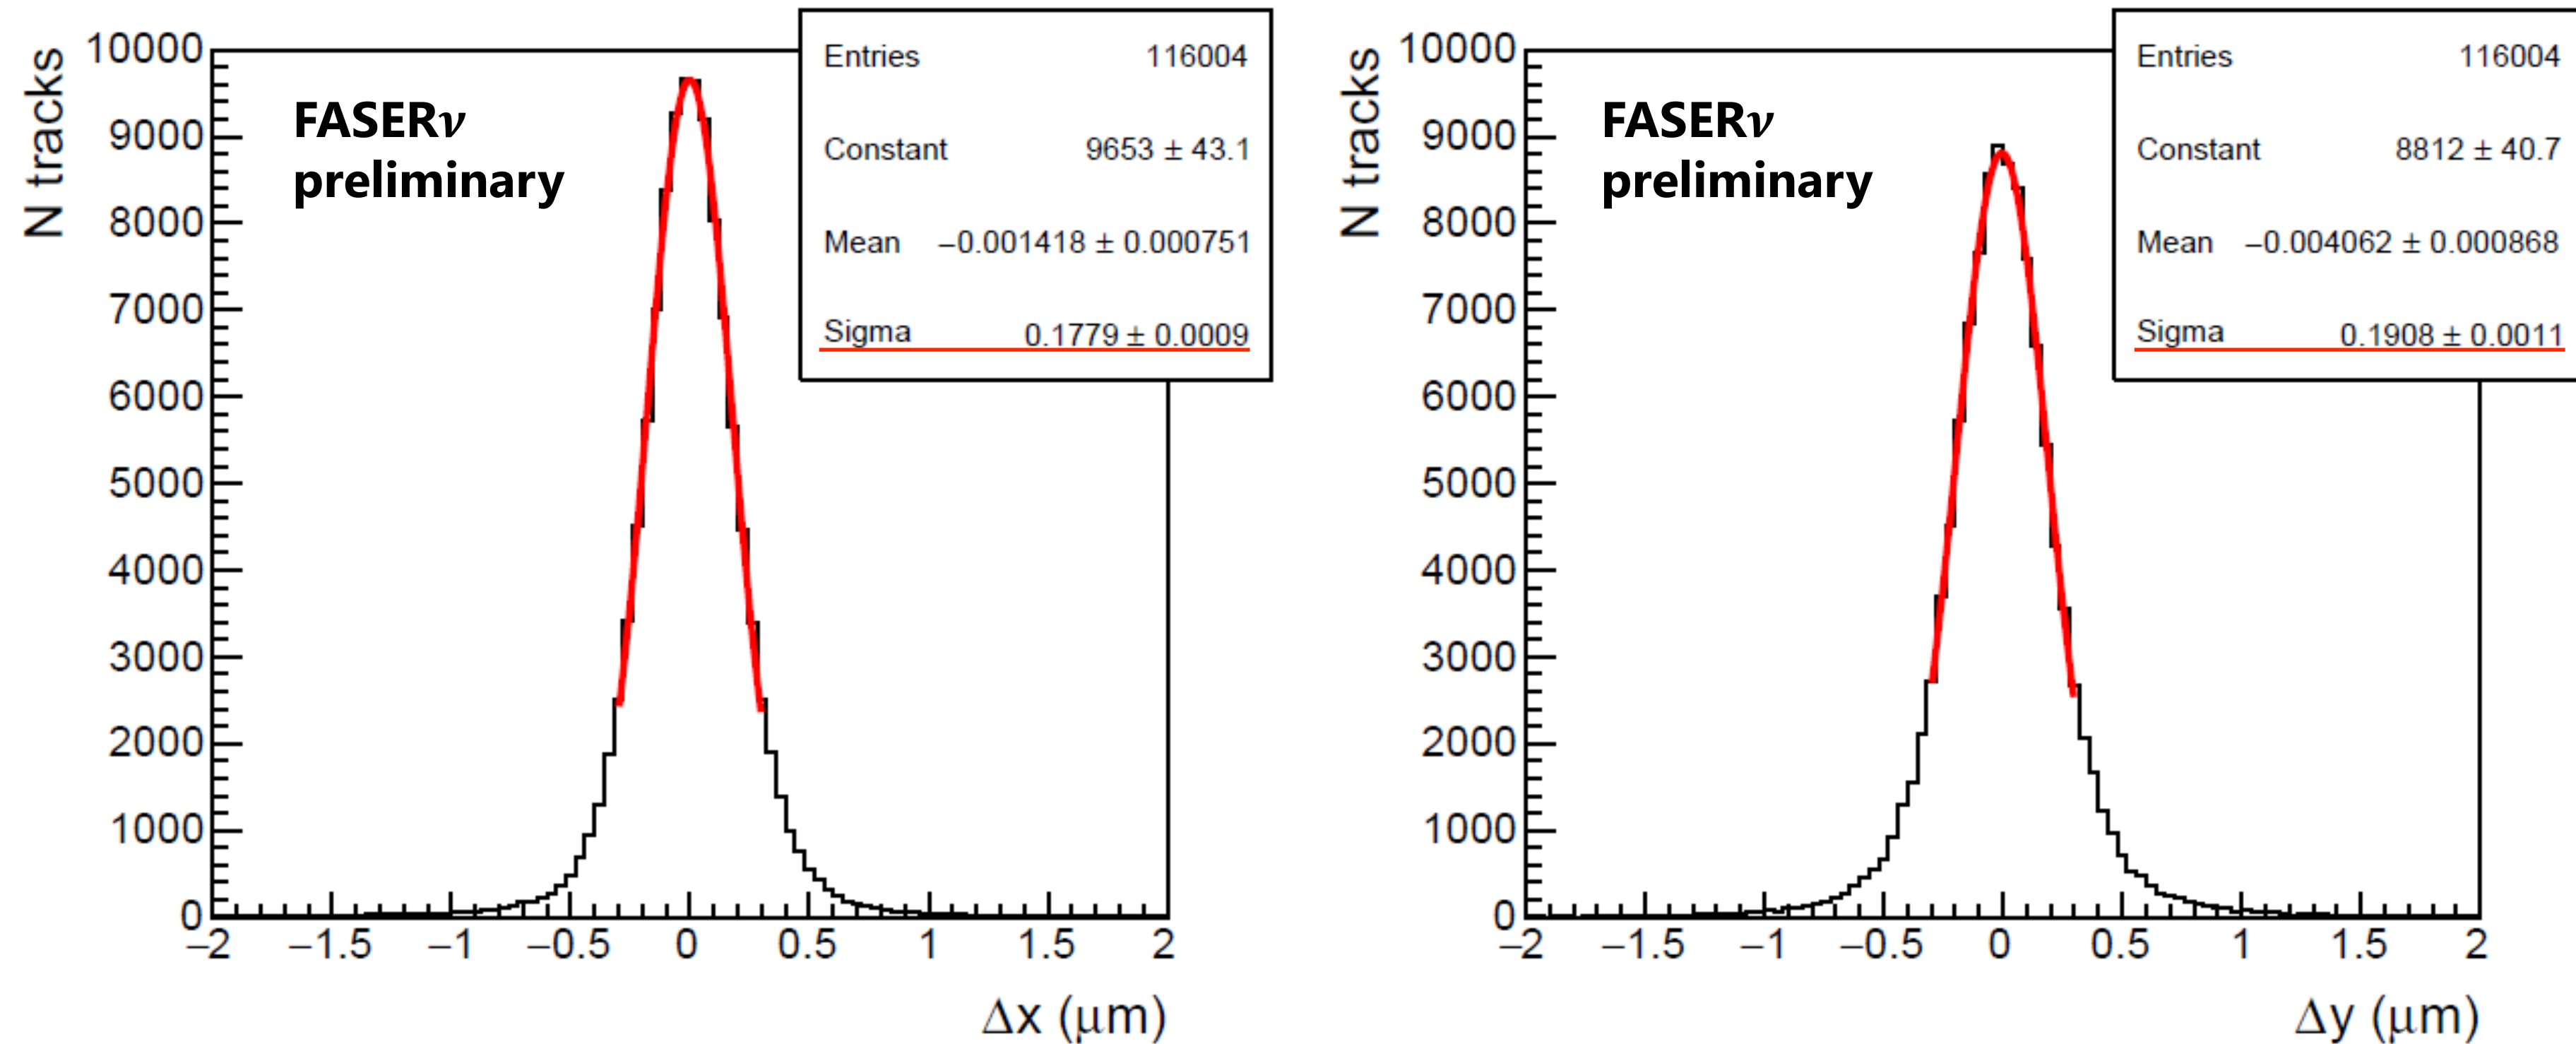 N tracks
10000
9000
8000
7000
6000
5000
4000
3000
2000
1000
0
FASERν
preliminary
Entries 116004
Constant 9653 ± 43.1
Mean −0.001418 ± 0.000751
Sigma 0.1779 ± 0.0009
−2 −1.5 −1 −0.5 0 0.5 1 1.5 2
Δx (μm)
N tracks
10000
9000
8000
7000
6000
5000
4000
3000
2000
1000
0
FASERν
preliminary
Entries 116004
Constant 8812 ± 40.7
Mean −0.004062 ± 0.000868
Sigma 0.1908 ± 0.0011
−2 −1.5 −1 −0.5 0 0.5 1 1.5 2
Δy (μm)